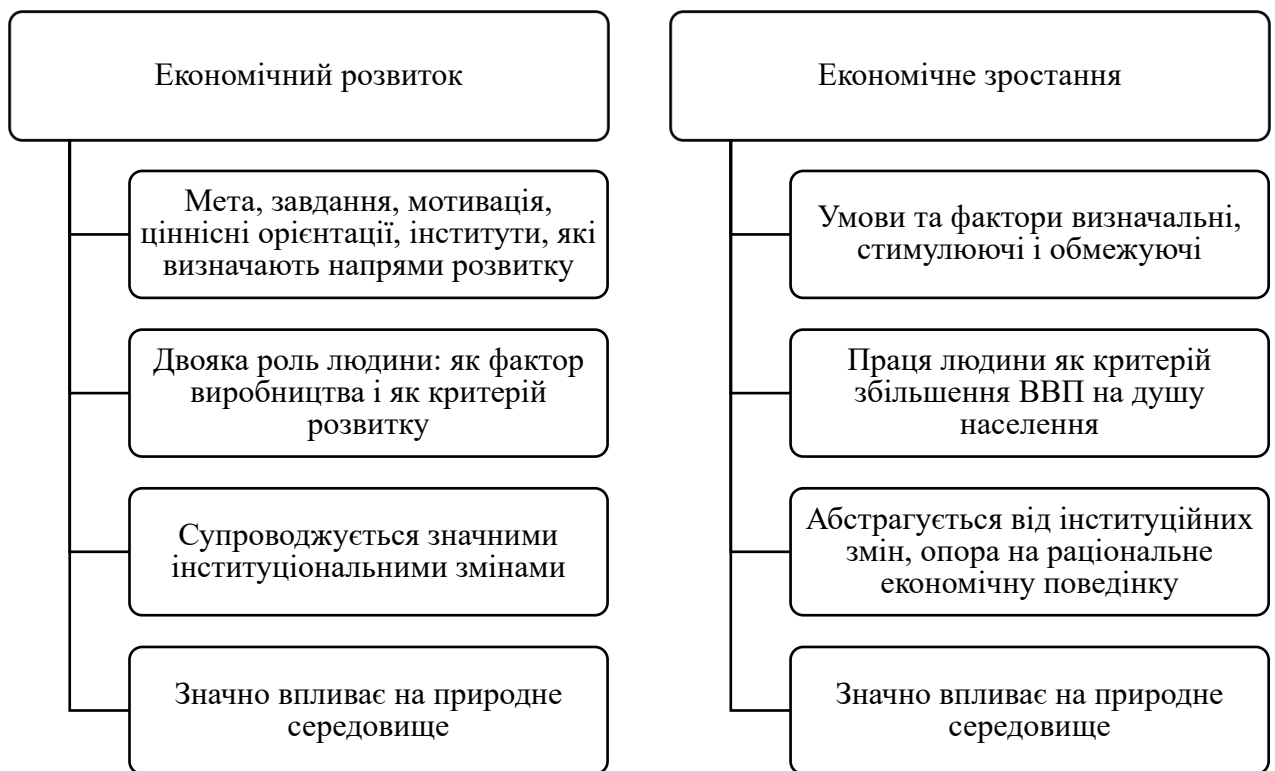 Економічний розвиток
Мета, завдання, мотивація,
ціннісні орієнтації, інститути, які
визначають напрями розвитку
Двояка роль людини: як фактор
виробництва і як критерій
розвитку
Супроводжується значними
інституціональними змінами
Значно впливає на природне
середовище
Економічне зростання
Умови та фактори визначальні,
стимулюючі і обмежуючі
Праця людини як критерій
збільшення ВВП на душу
населення
Абстрагується від інституційних
змін, опора на раціональне
економічну поведінку
Значно впливає на природне
середовище